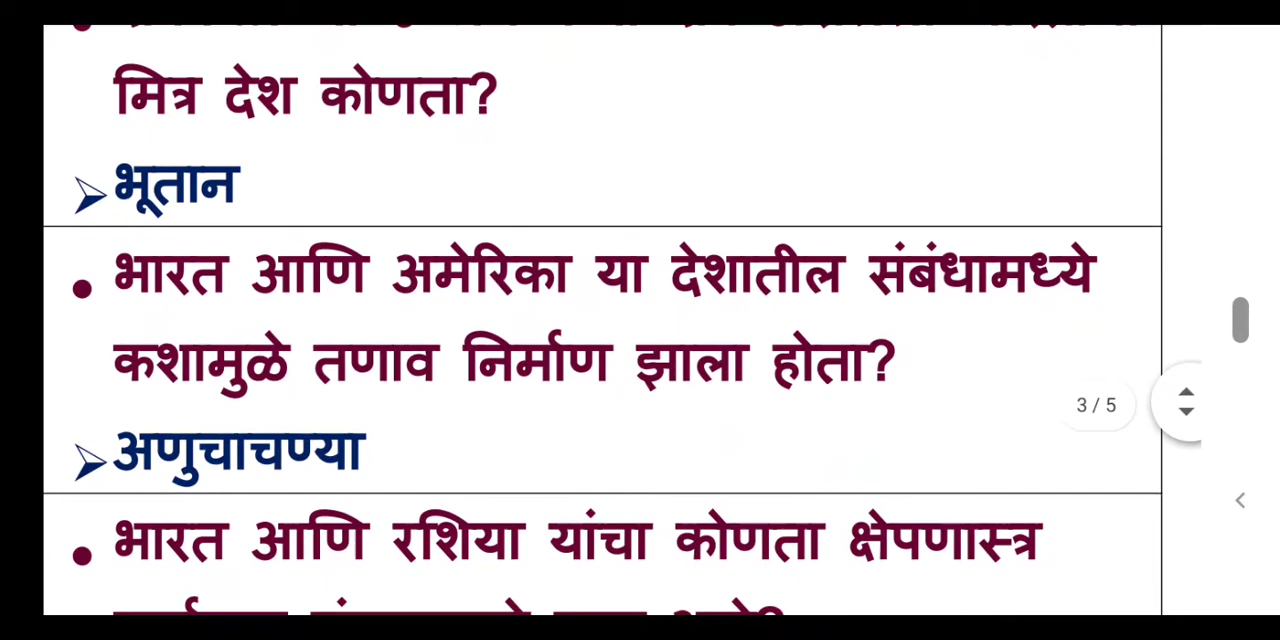 मित्र देश कोणता?
भूतान
भारत आणि अमेरिका या देशातील संबंधामध्ये
कशामुळे तणाव निर्माण झाला होता?
3 / 5
अणुचाचण्या
भारत आणि रशिया यांचा कोणता क्षेपणास्त्र